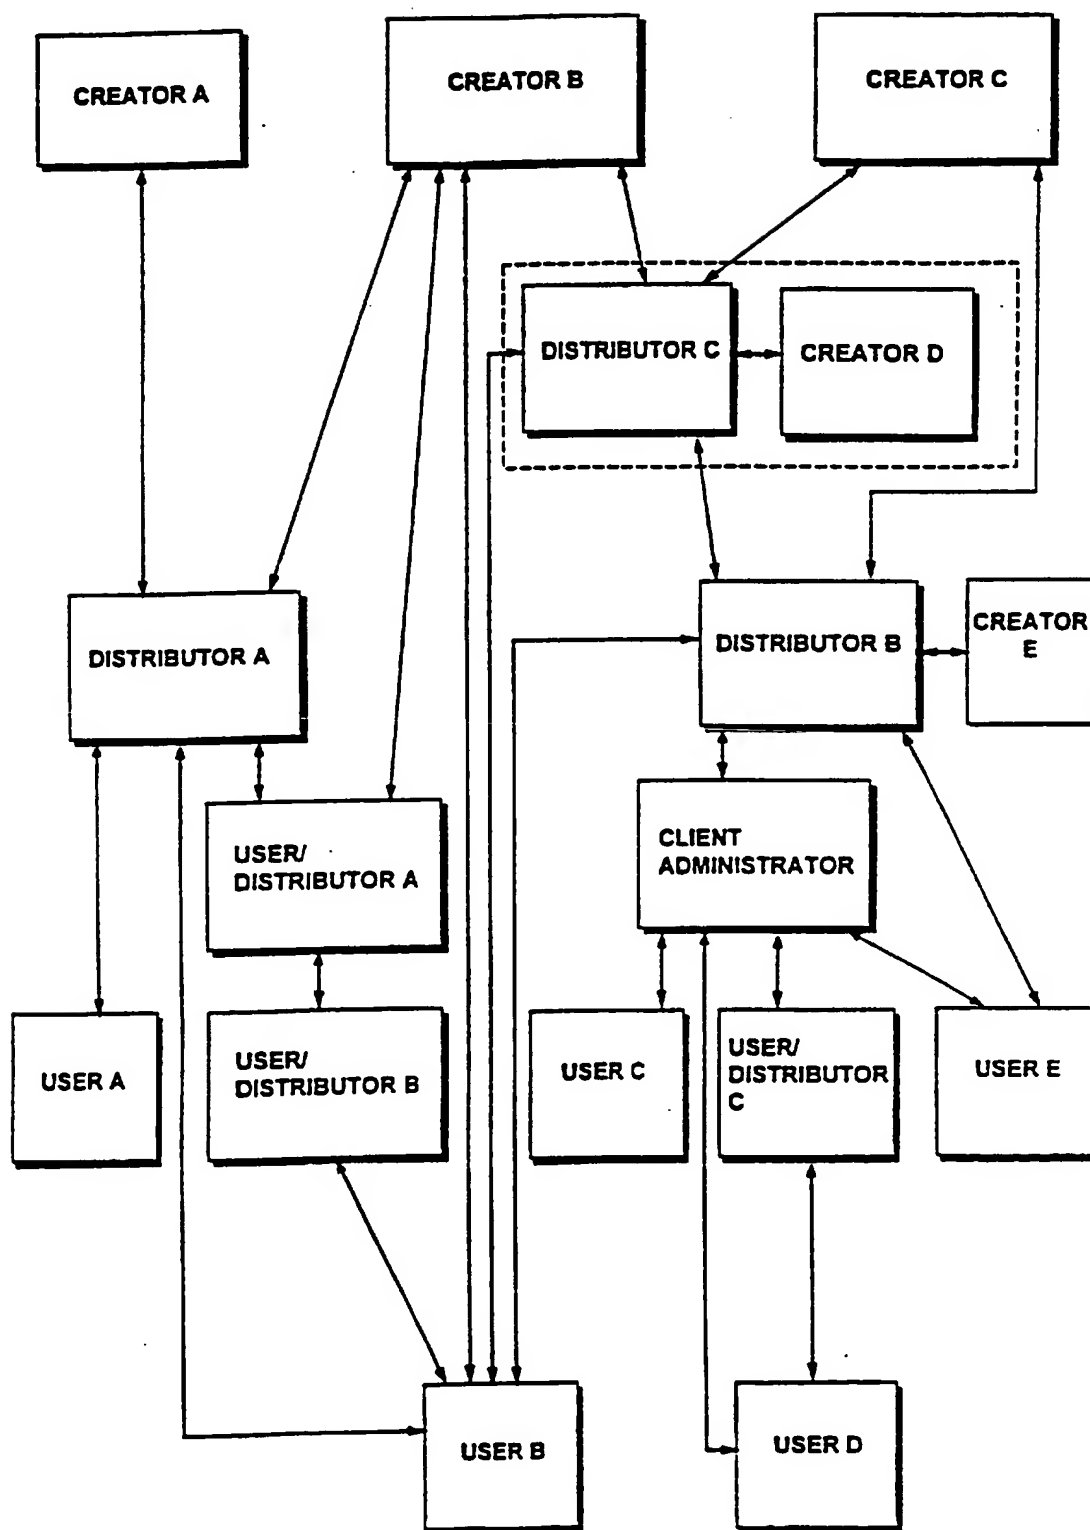 CREATOR A
CREATOR B
CREATOR C
DISTRIBUTOR C
CREATOR D
DISTRIBUTOR A
DISTRIBUTOR B
CREATOR
E
USER/
DISTRIBUTOR A
CLIENT
ADMINISTRATOR
USER A
USER/
DISTRIBUTOR B
USER C
USER/
DISTRIBUTOR
C
USER E
USER B
USER D